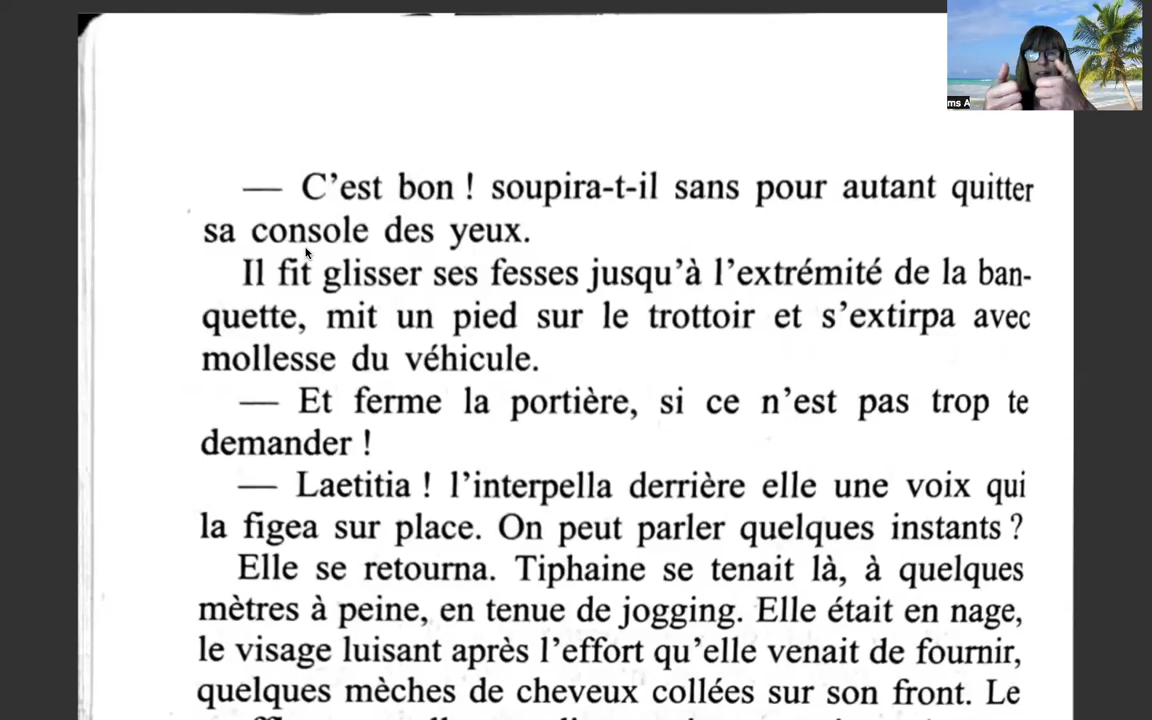 ms A
— C’est bon ! soupira-t-il sans pour autant quitter
sa console des yeux.
Il fit glisser ses fesses jusqu’à l’extrémité de la ban-
quette, mit un pied sur le trottoir et s’extirpa avec
mollesse du véhicule.
— Et ferme la portière, si ce n’est pas trop te
demander !
— Laetitia ! l’interpella derrière elle une voix qui
la figea sur place. On peut parler quelques instants ?
Elle se retourna. Tiphaine se tenait là, à quelques
mètres à peine, en tenue de jogging. Elle était en nage,
le visage luisant après l’effort qu’elle venait de fournir,
quelques mèches de cheveux collées sur son front. Le